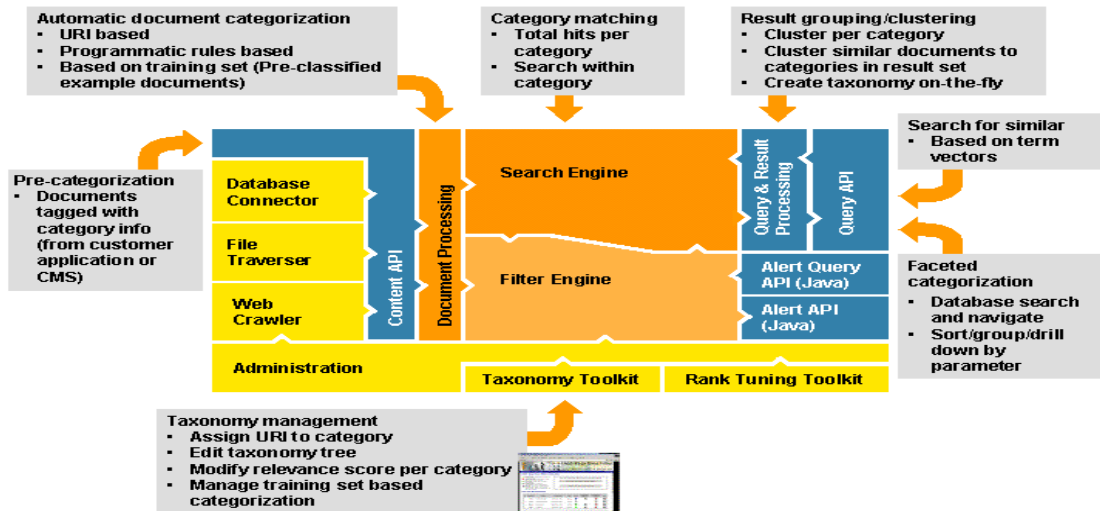 Automatic document categorization
▪ URI based
▪ Programmatic rules based
▪ Based on training set (Pre-classified
example documents)
Category matching
▪ Total hits per
category
▪ Search within
category
Result grouping/clustering
▪ Cluster per category
▪ Cluster similar documents to
categories in result set
▪ Create taxonomy on-the-fly
Search for similar
▪ Based on term
vectors
Pre-categorization
▪ Documents
tagged with
category info
(from customer
application or
CMS)
Database
Connector
File
Traverser
Web
Crawler
Content API
Document Processing
Search Engine
Filter Engine
Query & Result
Processing
Query API
Alert Query
API (Java)
Alert API
(Java)
Faceted
categorization
▪ Database search
and navigate
▪ Sort/group/drill
down by
parameter
Administration
Taxonomy Toolkit
Rank Tuning Toolkit
Taxonomy management
▪ Assign URI to category
▪ Edit taxonomy tree
▪ Modify relevance score per category
▪ Manage training set based
categorization